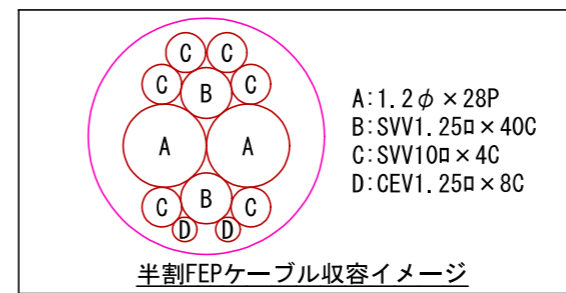 C C
C B C
A A
C B C
D D
A:1.2φ×28P
B:SVV1.25□×40C
C:SVV10□×4C
D:CEV1.25□×8C
半割FEPケーブル収容イメージ